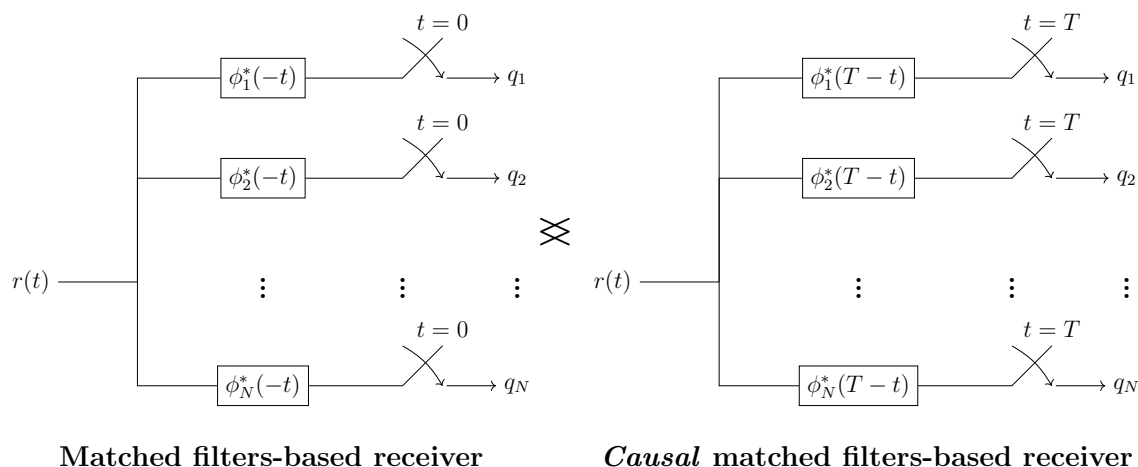 t = 0
ϕ₁*(−t)
q₁
t = 0
ϕ₂*(−t)
q₂
r(t)
⋮ ⋮ ⋮
t = 0
ϕ_N*(−t)
q_N
Matched filters-based receiver
≷
t = T
ϕ₁*(T − t)
q₁
t = T
ϕ₂*(T − t)
q₂
r(t)
⋮ ⋮ ⋮
t = T
ϕ_N*(T − t)
q_N
Causal matched filters-based receiver